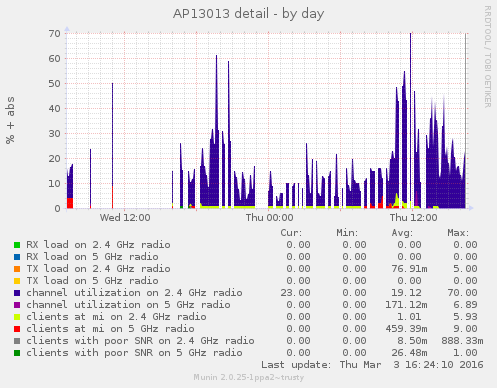 AP13013 detail - by day
RRDTOOL / TOBI OETIKER
% + abs
70
60
50
40
30
20
10
0
Wed 12:00 Thu 00:00 Thu 12:00
Cur: Min: Avg: Max:
RX load on 2.4 GHz radio 0.00 0.00 0.00 0.00
RX load on 5 GHz radio 0.00 0.00 0.00 0.00
TX load on 2.4 GHz radio 0.00 0.00 76.91m 5.00
TX load on 5 GHz radio 0.00 0.00 0.00 0.00
channel utilization on 2.4 GHz radio 23.00 0.00 19.12 70.00
channel utilization on 5 GHz radio 0.00 0.00 171.12m 6.89
clients at mi on 2.4 GHz radio 0.00 0.00 1.01 5.93
clients at mi on 5 GHz radio 0.00 0.00 459.39m 9.00
clients with poor SNR on 2.4 GHz radio 0.00 0.00 8.50m 888.33m
clients with poor SNR on 5 GHz radio 0.00 0.00 26.48m 1.00
Last update: Thu Mar 3 16:24:10 2016
Munin 2.0.25-1ppa2~trusty